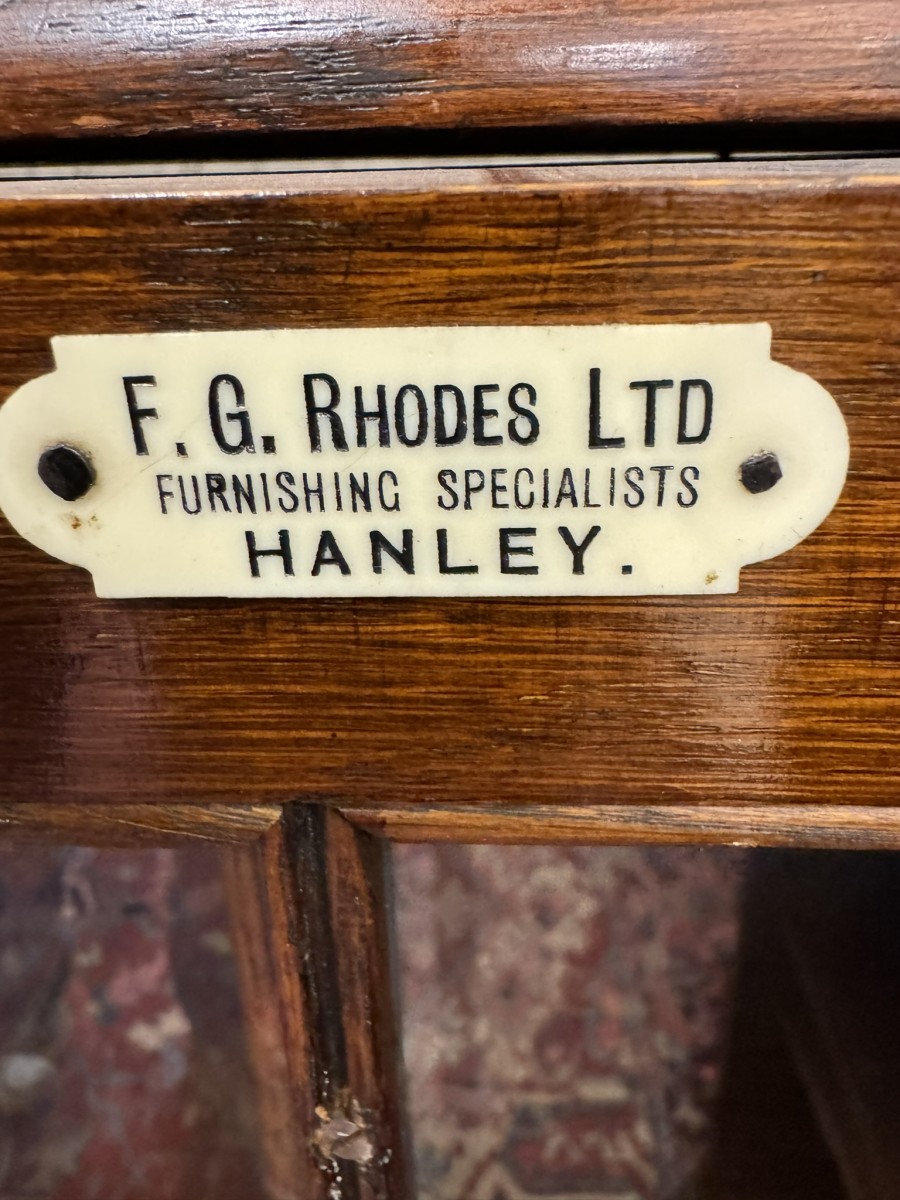 F. G. RHODES LTD
FURNISHING SPECIALISTS
HANLEY.